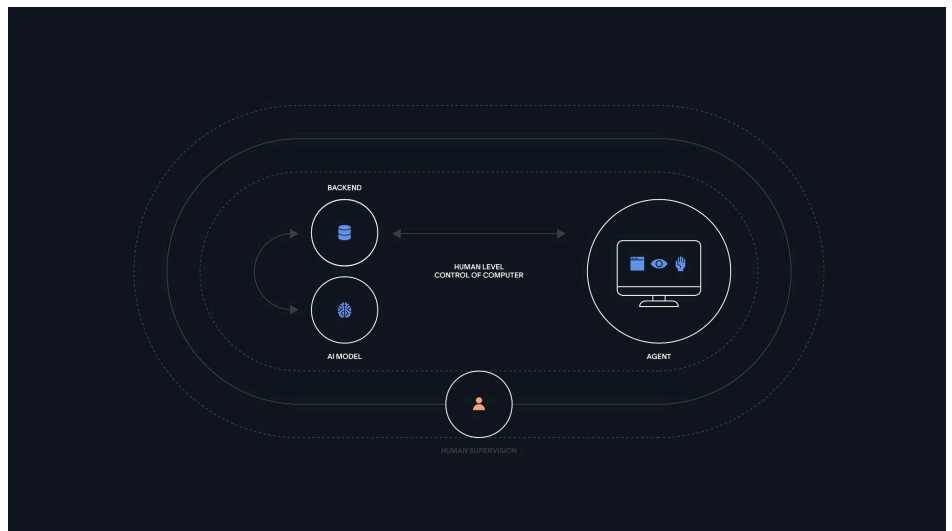 BACKEND
HUMAN LEVEL
CONTROL OF COMPUTER
AI MODEL
AGENT
HUMAN SUPERVISION